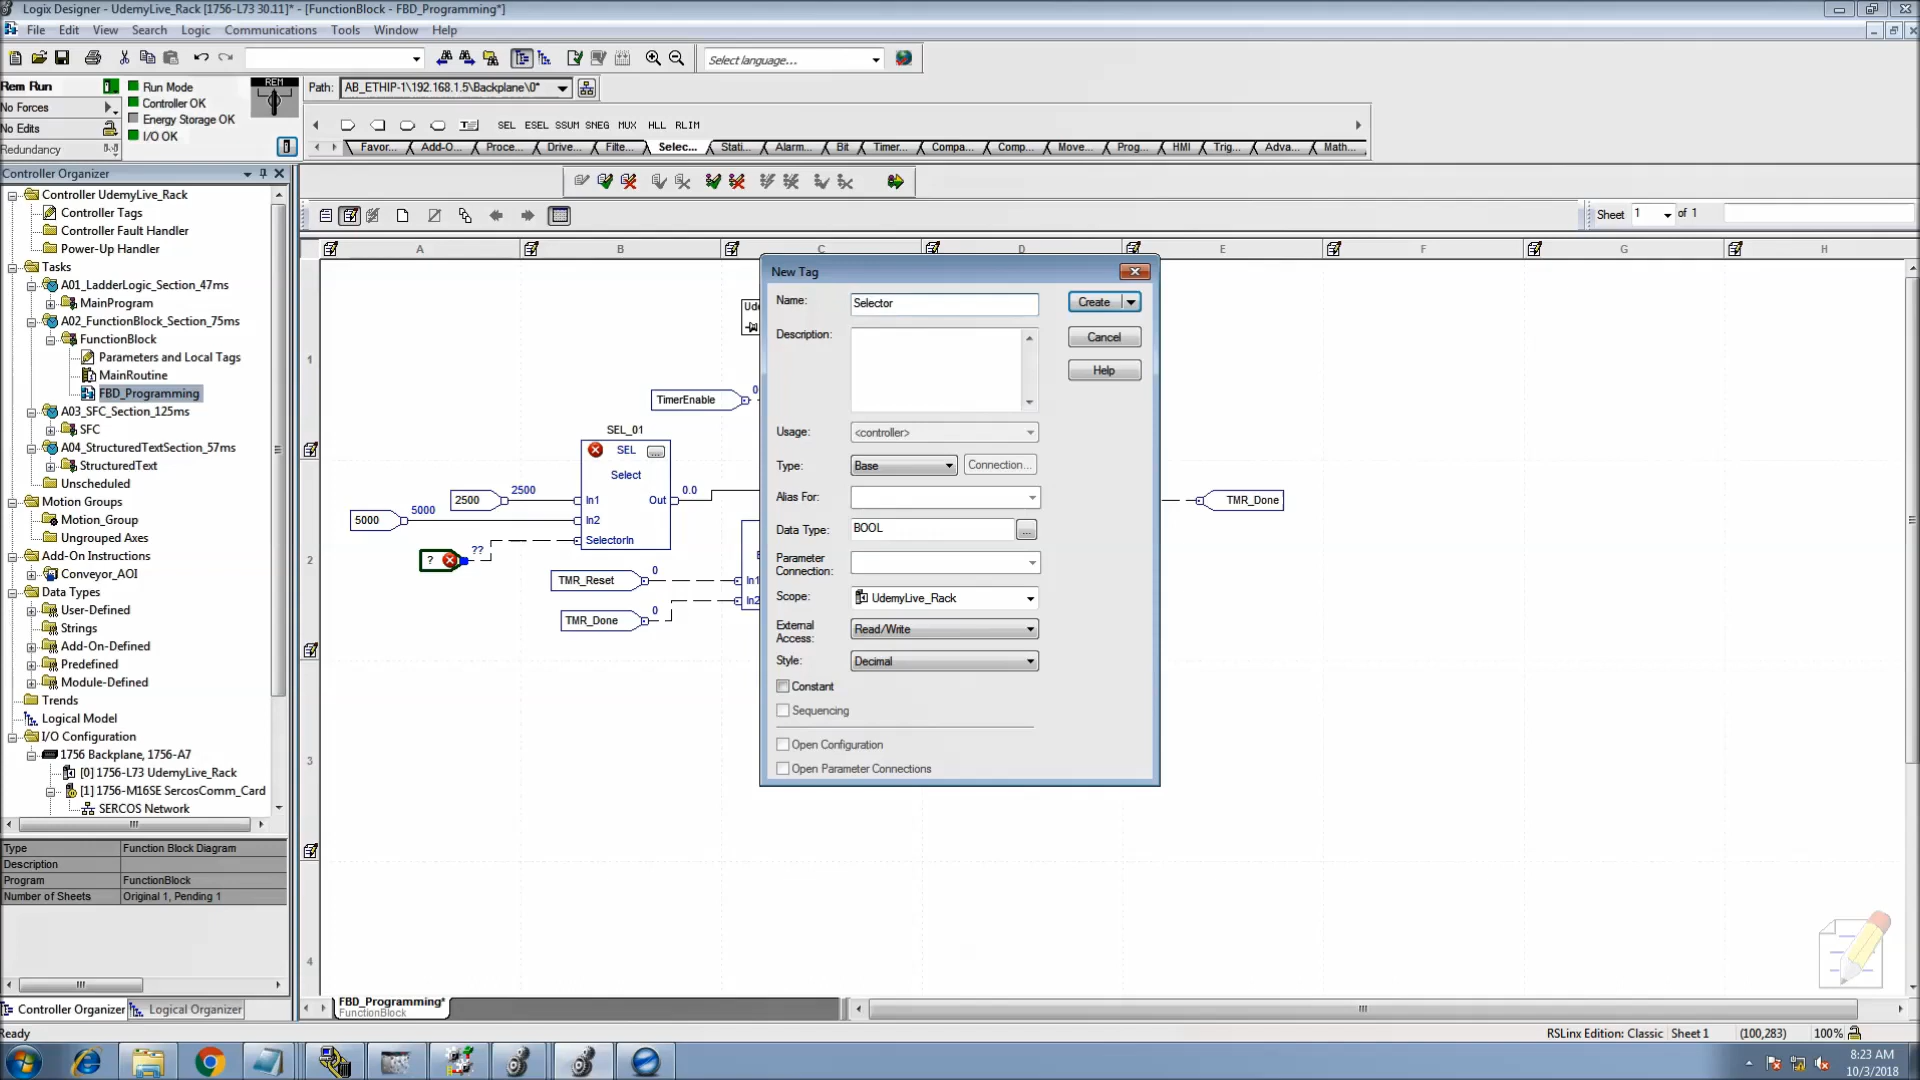 Logix Designer - UdemyLive_Rack [1756-L73 30.11]* - [FunctionBlock - FBD_Programming*]
File Edit View Search Logic Communications Tools Window Help
Select language...
Rem Run
Run Mode
REM
Path: AB_ETHIP-1\192.168.1.5\Backplane\0*
No Forces
Controller OK
No Edits
Energy Storage OK
I/O OK
Redundancy
SEL ESEL SSUM SNEG MUX HLL RLIM
Favor... Add-O... Proce... Drive... Filte... Selec... Stati... Alarm... Bit Timer... Compa... Comp... Move... Prog... HMI Trig... Adva... Math...
Controller Organizer
Sheet 1 of 1
Controller UdemyLive_Rack
Controller Tags
Controller Fault Handler
Power-Up Handler
Tasks
A01_LadderLogic_Section_47ms
MainProgram
A02_FunctionBlock_Section_75ms
FunctionBlock
Parameters and Local Tags
MainRoutine
FBD_Programming
A03_SFC_Section_125ms
SFC
A04_StructuredTextSection_57ms
StructuredText
Unscheduled
Motion Groups
Motion_Group
Ungrouped Axes
Add-On Instructions
Conveyor_AOI
Data Types
User-Defined
Strings
Add-On-Defined
Predefined
Module-Defined
Trends
Logical Model
I/O Configuration
1756 Backplane, 1756-A7
[0] 1756-L73 UdemyLive_Rack
[1] 1756-M16SE SercosComm_Card
SERCOS Network
Type Function Block Diagram
Description
Program FunctionBlock
Number of Sheets Original 1, Pending 1
Controller Organizer Logical Organizer
A B C D E F G H
1
2
3
4
TimerEnable
0
SEL_01
SEL
...
Select
2500
2500
In1
Out
0.0
5000
5000
In2
? ??
SelectorIn
TMR_Reset
0
In1
TMR_Done
0
In2
TMR_Done
New Tag
Name: Selector
Create
Description:
Cancel
Help
Usage: <controller>
Type: Base
Connection...
Alias For:
Data Type: BOOL
...
Parameter
Connection:
Scope: UdemyLive_Rack
External
Access: Read/Write
Style: Decimal
Constant
Sequencing
Open Configuration
Open Parameter Connections
FBD_Programming*
FunctionBlock
Ready
RSLinx Edition: Classic Sheet 1 (100,283) 100%
8:23 AM
10/3/2018